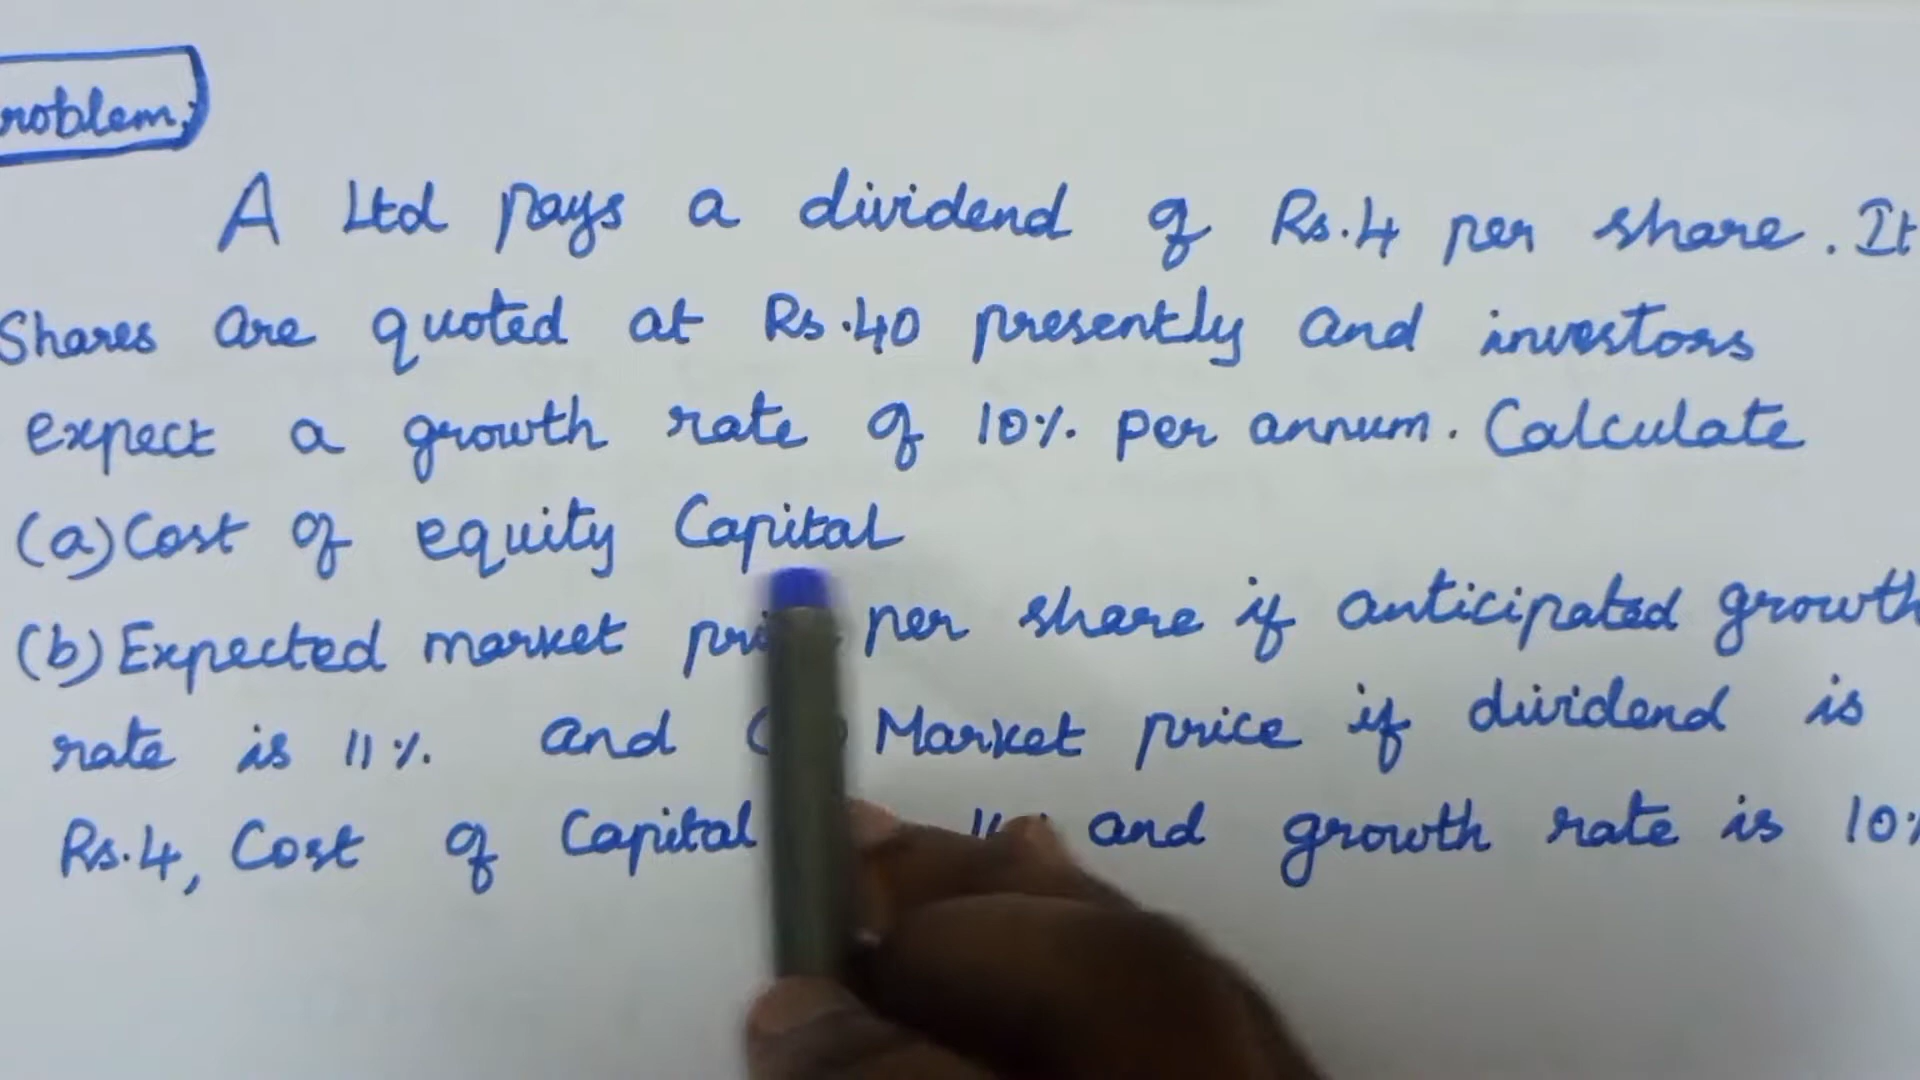 roblem:
A Ltd pays a dividend of Rs.4 per share. It
Shares are quoted at Rs.40 presently and investors
expect a growth rate of 10%. per annum. Calculate
(a) Cost of equity Capital
(b) Expected market per share if anticipated growth
rate is 11%. and Market price if dividend is
Rs.4, Cost of Capital and growth rate is 10%